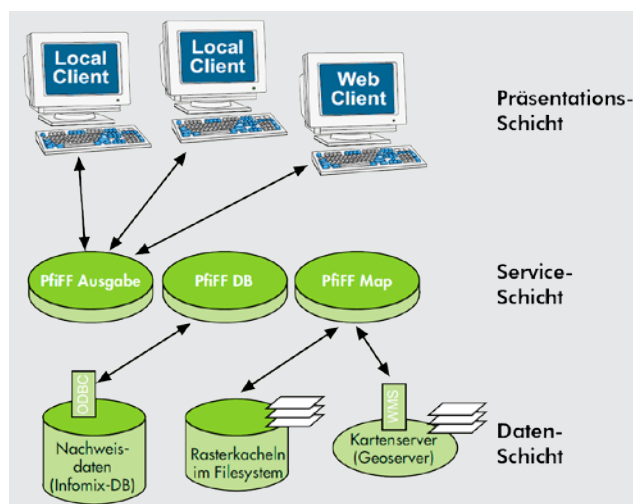 Local
Client
Local
Client
Web
Client
Präsentations-
Schicht
PfiFF Ausgabe
PfiFF DB
PfiFF Map
Service-
Schicht
ODBC
Nachweis-
daten
(Infomix-DB)
Rasterkacheln
im Filesystem
WMS
Kartenserver
(Geoserver)
Daten-
Schicht